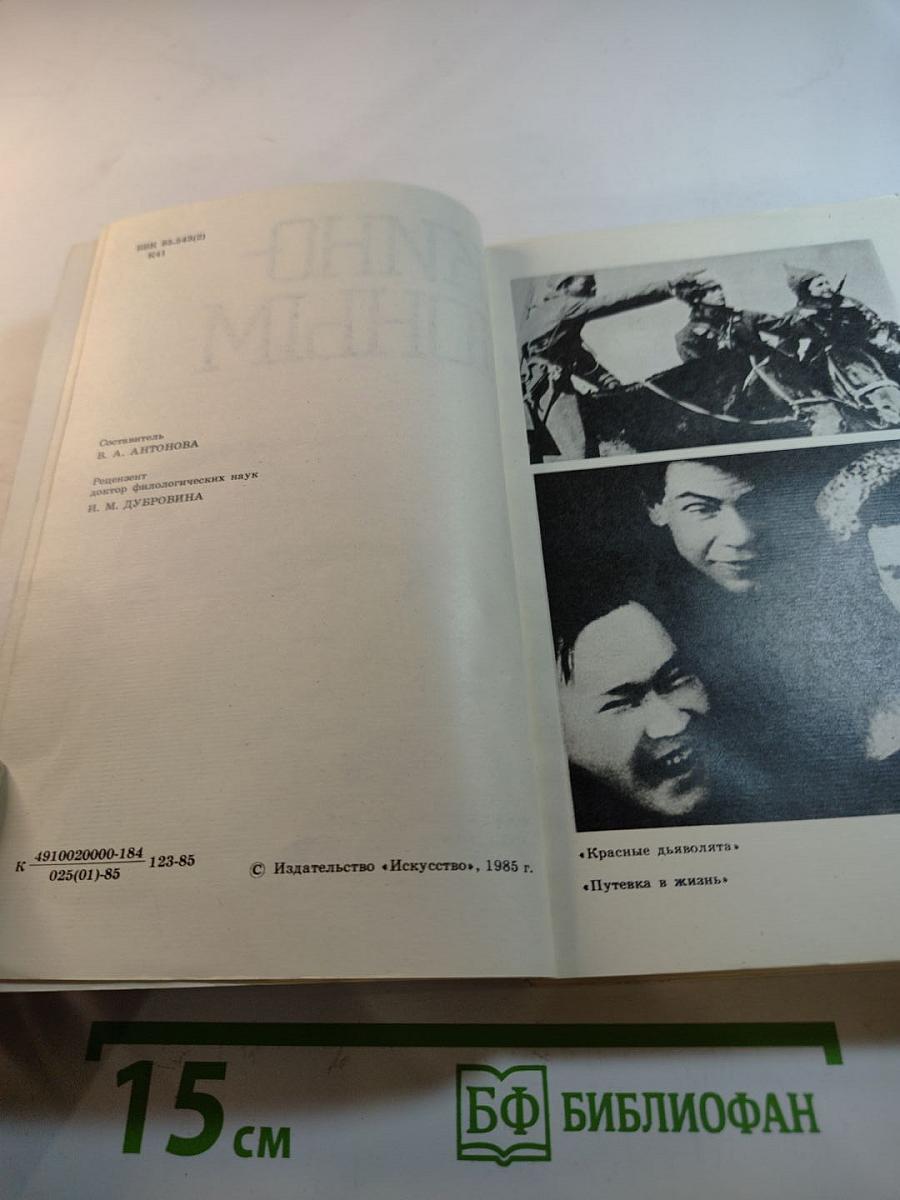 ББК 85.543(2)
К41
Составитель
В. А. АНТОНОВА
Рецензент
доктор филологических наук
И. М. ДУБРОВИНА
К 4910020000-184 123-85
025(01)-85
© Издательство «Искусство», 1985 г.
«Красные дьяволята»
«Путевка в жизнь»
15 см
БФ БИБЛИОФАН